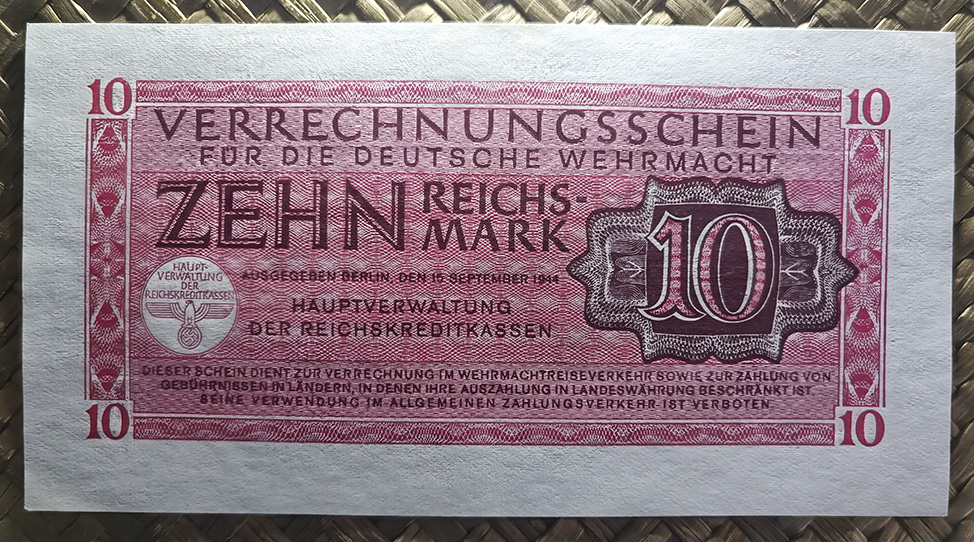 10
10
VERRECHNUNGSSCHEIN
FÜR DIE DEUTSCHE WEHRMACHT
ZEHN REICHS-
MARK
10
AUSGEGEBEN BERLIN, DEN 15 SEPTEMBER 1944
HAUPT-
VERWALTUNG
DER
REICHSKREDITKASSEN
HAUPTVERWALTUNG
DER REICHSKREDITKASSEN
DIESER SCHEIN DIENT ZUR VERRECHNUNG IM WEHRMACHTREISEVERKEHR SOWIE ZUR ZAHLUNG VON
GEBÜHRNISSEN IN LÄNDERN, IN DENEN IHRE AUSZAHLUNG IN LANDESWÄHRUNG BESCHRÄNKT IST.
SEINE VERWENDUNG IM ALLGEMEINEN ZAHLUNGSVERKEHR IST VERBOTEN
10
10